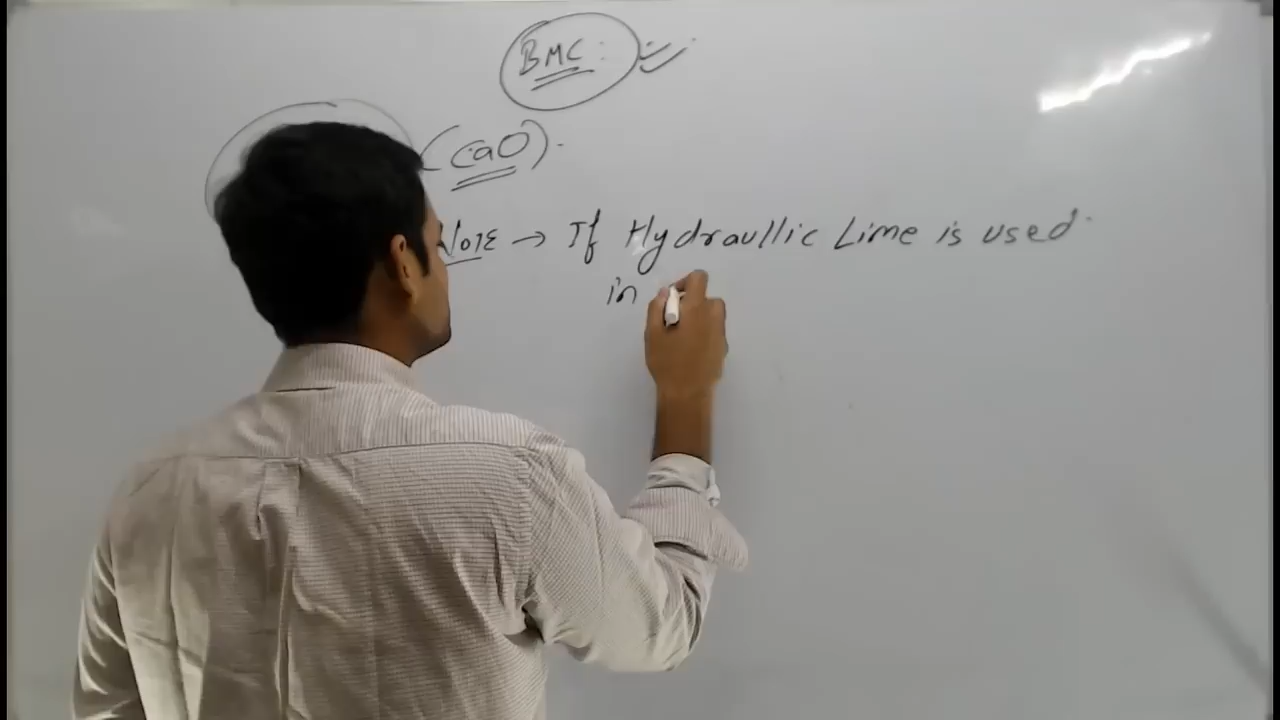 BMC:
(CaO).
NOTE → If Hydraullic Lime is used
in